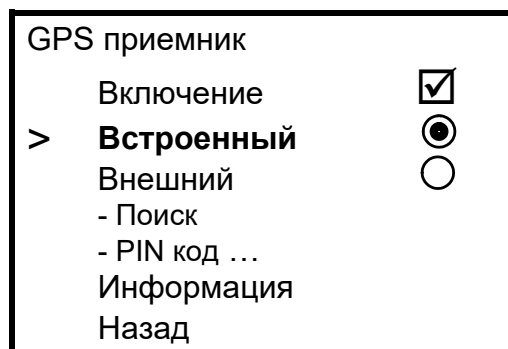 GPS приемник
Включение
> Встроенный
Внешний
- Поиск
- PIN код ...
Информация
Назад